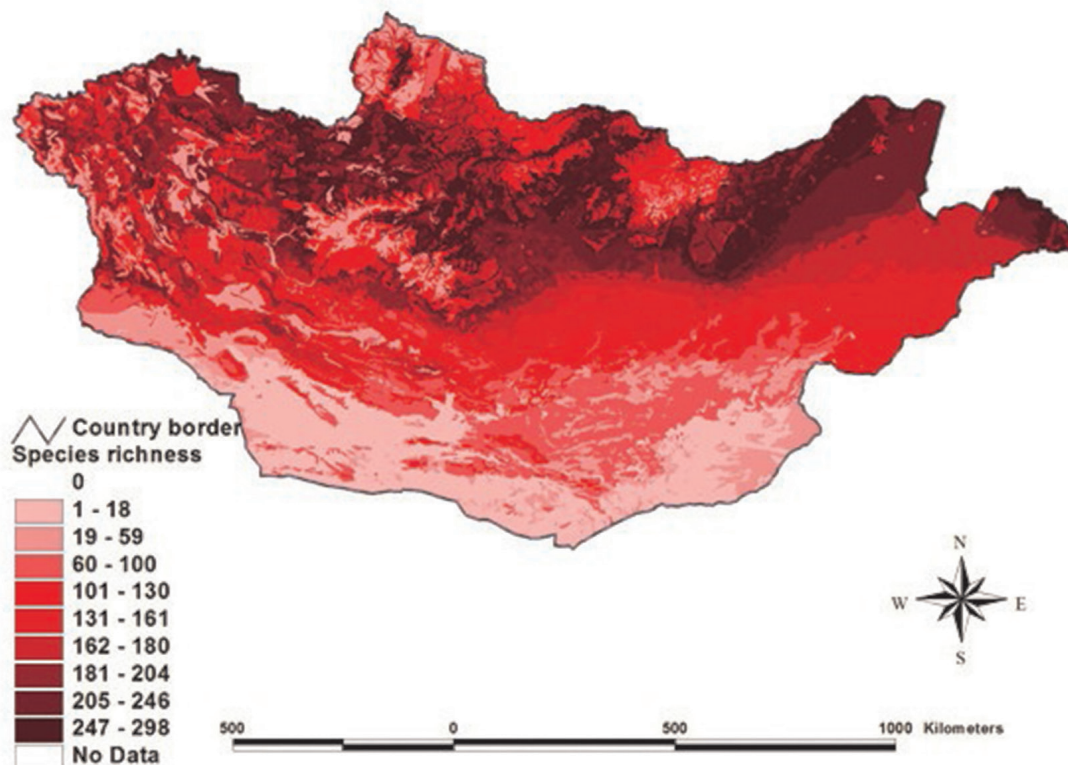 Country border
Species richness
0
1 - 18
19 - 59
60 - 100
101 - 130
131 - 161
162 - 180
181 - 204
205 - 246
247 - 298
No Data
N
W E
S
500 0 500 1000 Kilometers